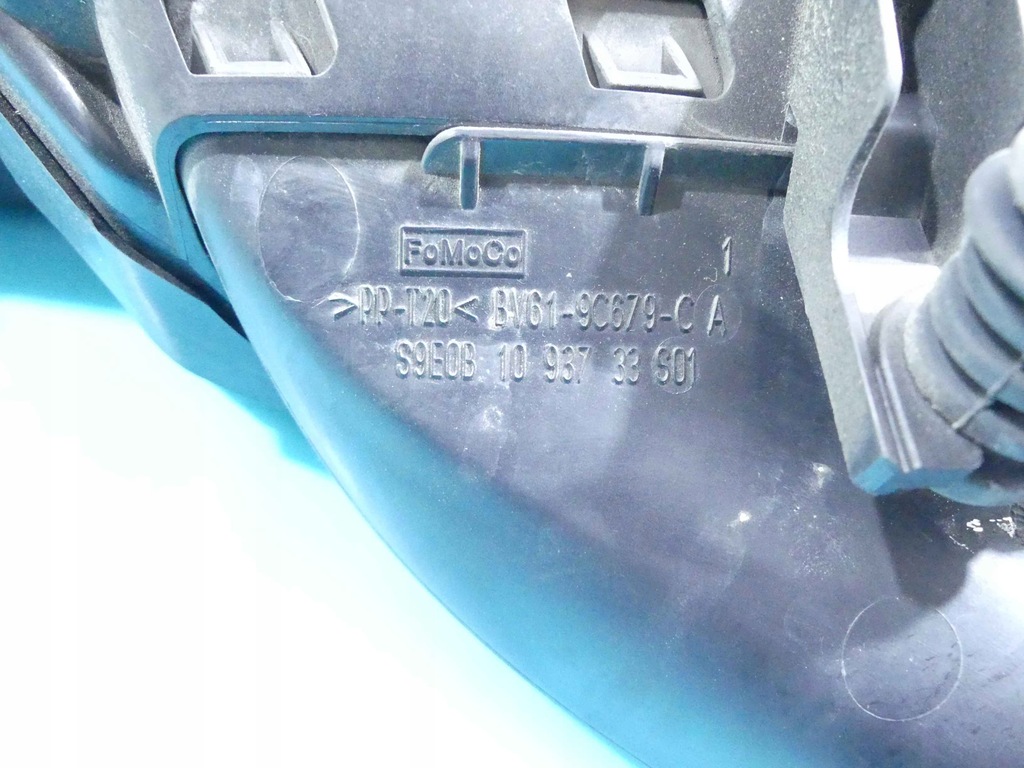 FoMoCo
1
>PP-T20< BV61-9C679-C A
S9E0B 10 937 33 S01